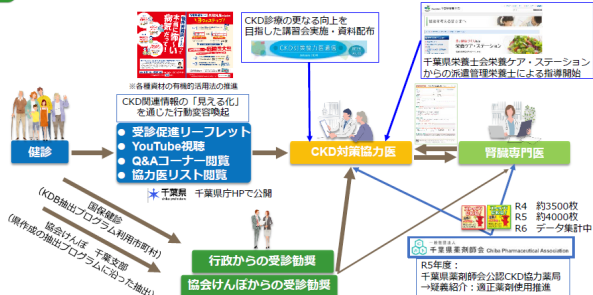 CKD診療の更なる向上を
目指した講習会実施・資料配布
千葉県栄養士会栄養ケア・ステーション
からの派遣管理栄養士による指導開始
※各種資材の有機的活用法の推進
CKD関連情報の「見える化」
を通じた行動変容喚起
健診
● 受診促進リーフレット
● YouTube視聴
● Q&Aコーナー閲覧
● 協力医リスト閲覧
CKD対策協力医
腎臓専門医
千葉県 千葉県庁HPで公開
国保健診
(KDB抽出プログラム利用市町村)
協会けんぽ 千葉支部
(県作成の抽出プログラムに沿った抽出)
行政からの受診勧奨
協会けんぽからの受診勧奨
R4 約3500枚
R5 約4000枚
R6 データ集計中
一般社団法人
千葉県薬剤師会 Chiba Pharmaceutical Association
R5年度：
千葉県薬剤師会公認CKD協力薬局
→疑義紹介：適正薬剤使用推進